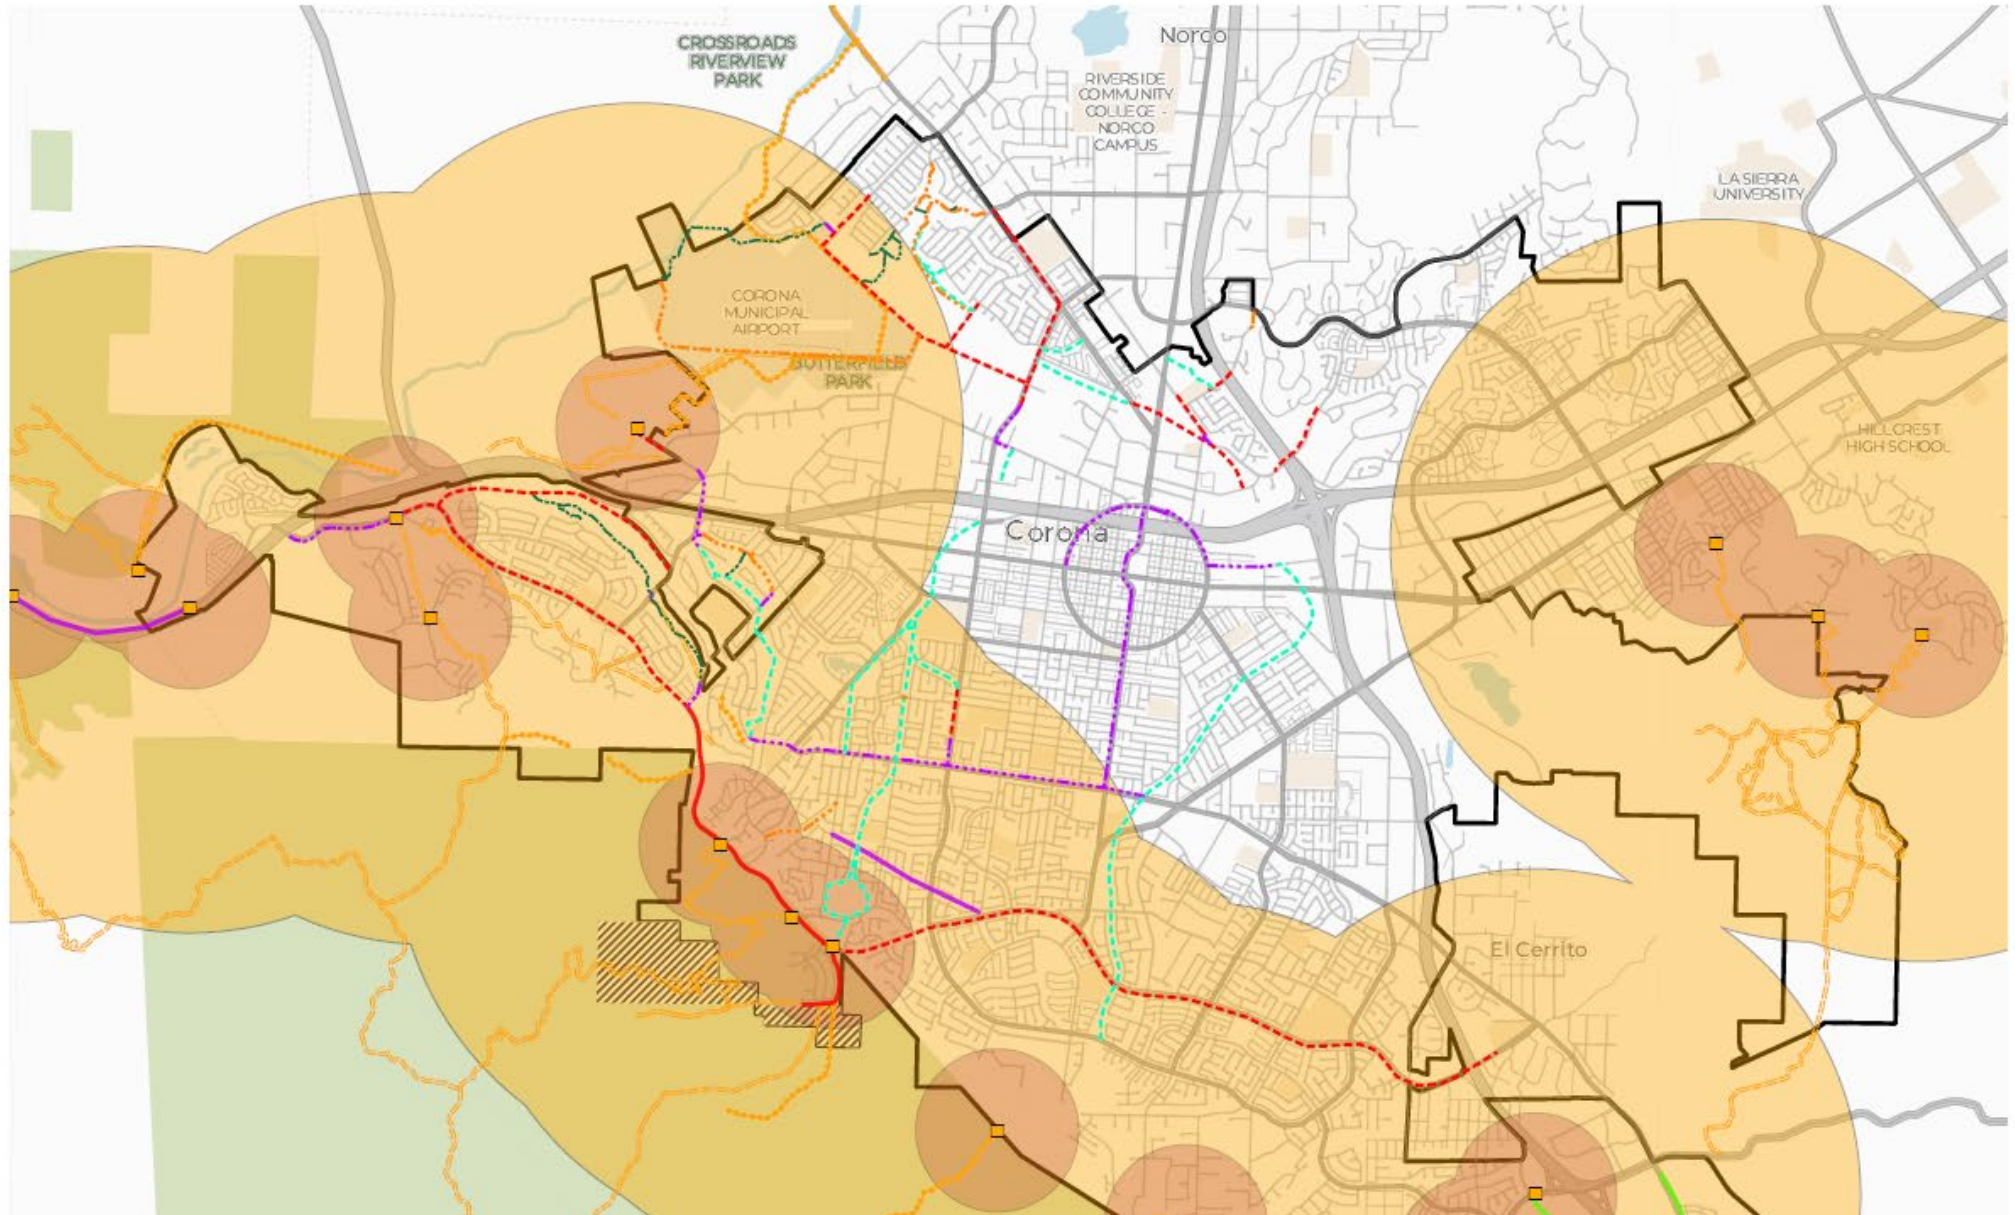 Norco
CROSSROADS
RIVERVIEW
PARK
RIVERSIDE
COMMUNITY
COLLEGE -
NORCO
CAMPUS
LA SIERRA
UNIVERSITY
CORONA
MUNICIPAL
AIRPORT
BUTTERFIELD
PARK
HILLCREST
HIGH SCHOOL
Corona
El Cerrito